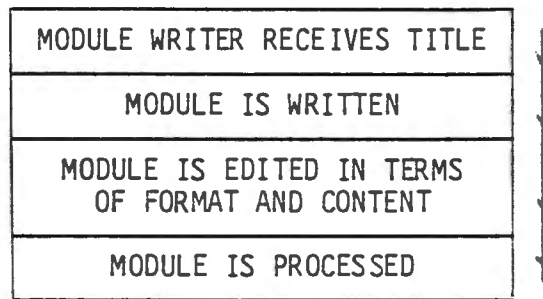 MODULE WRITER RECEIVES TITLE
MODULE IS WRITTEN
MODULE IS EDITED IN TERMS
OF FORMAT AND CONTENT
MODULE IS PROCESSED